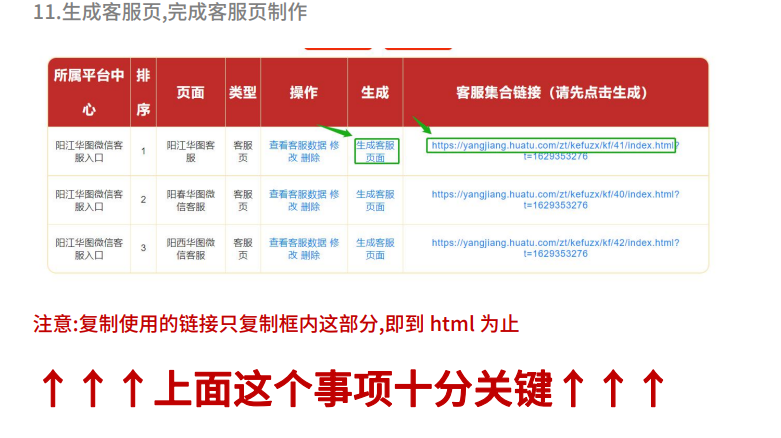 11.生成客服页,完成客服页制作
所属平台中心 排序 页面 类型 操作 生成 客服集合链接（请先点击生成）
阳江华图微信客服入口 1 阳江华图客服 客服页 查看客服数据 修改 删除 生成客服页面 https://yangjiang.huatu.com/zt/kefuzx/kf/41/index.html?t=1629353276
阳江华图微信客服入口 2 阳春华图微信客服 客服页 查看客服数据 修改 删除 生成客服页面 https://yangjiang.huatu.com/zt/kefuzx/kf/40/index.html?t=1629353276
阳江华图微信客服入口 3 阳西华图微信客服 客服页 查看客服数据 修改 删除 生成客服页面 https://yangjiang.huatu.com/zt/kefuzx/kf/42/index.html?t=1629353276
注意:复制使用的链接只复制框内这部分,即到 html 为止
↑↑↑上面这个事项十分关键↑↑↑